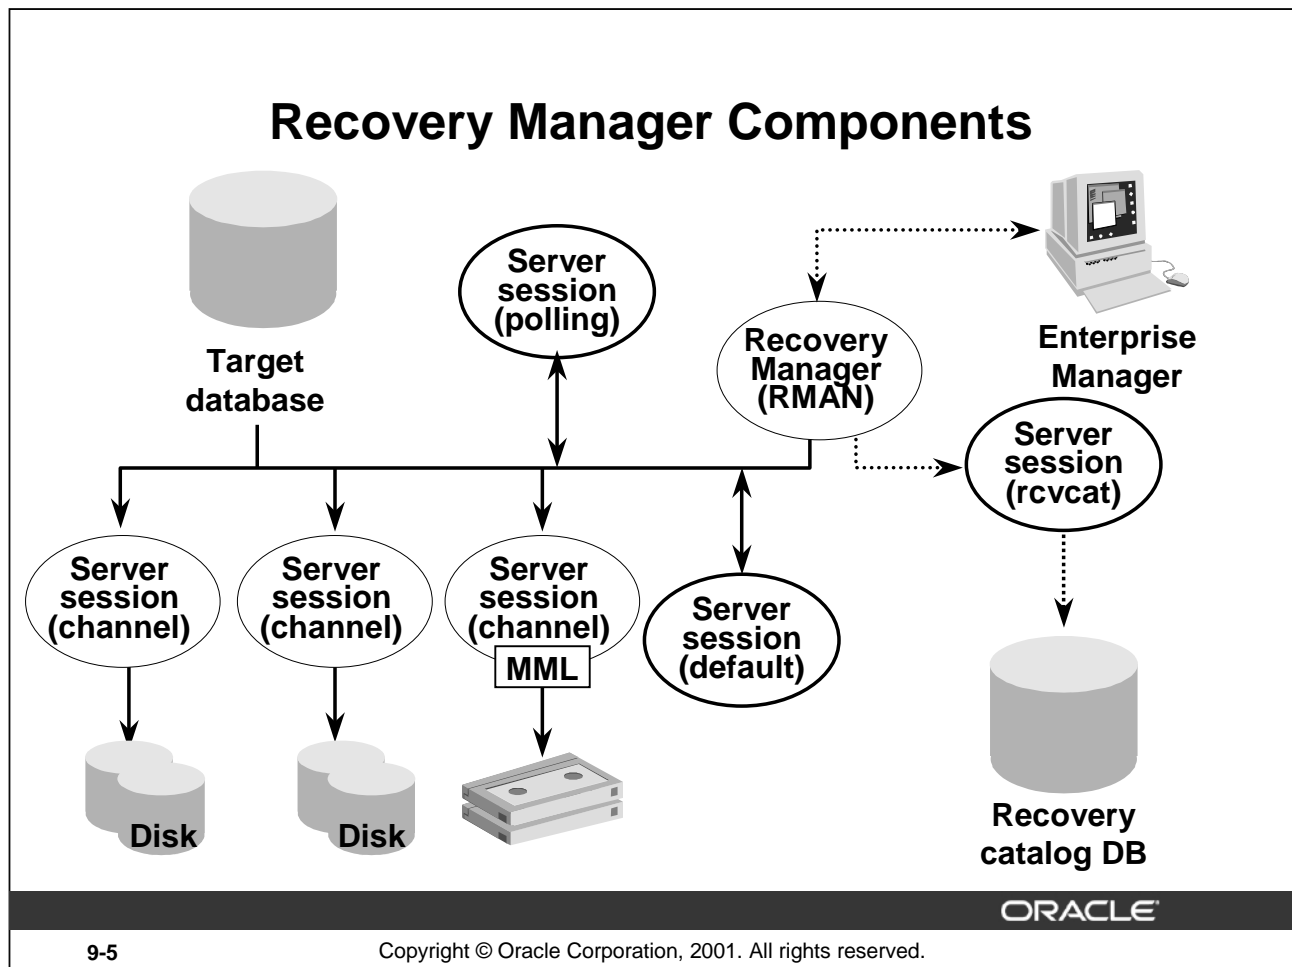 Recovery Manager Components
Target
database
Server
session
(polling)
Recovery
Manager
(RMAN)
Enterprise
Manager
Server
session
(rcvcat)
Server
session
(channel)
Server
session
(channel)
Server
session
(channel)
MML
Server
session
(default)
Disk
Disk
Recovery
catalog DB
ORACLE®
9-5
Copyright © Oracle Corporation, 2001. All rights reserved.